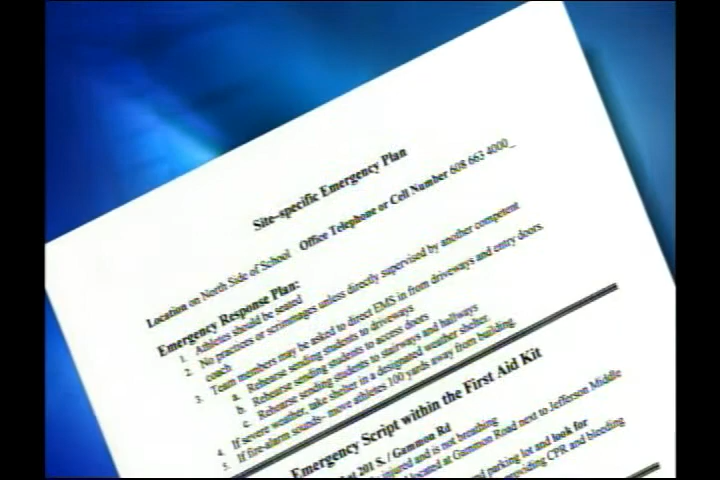 Site-specific Emergency Plan
Location on North Side of School Office Telephone or Cell Number 608 663 4000_
Emergency Response Plan:
1. Athletes should be seated
2. No practices or scrimmages unless directly supervised by another competent
coach
3. Team members may be asked to direct EMS in from driveways and entry doors.
a. Rehearse sending students to driveways
b. Rehearse sending students to access doors
c. Rehearse sending students to stairways and hallways
4. If severe weather, take shelter in a designated weather shelter.
5. If fire-alarm sounds- move athletes 100 yards away from building.
Emergency Script within the First Aid Kit
at 201 S. / Gammon Rd
injured and is not breathing
located at Gammon Road next to Jefferson Middle
and parking lot and look for
providing CPR and bleeding